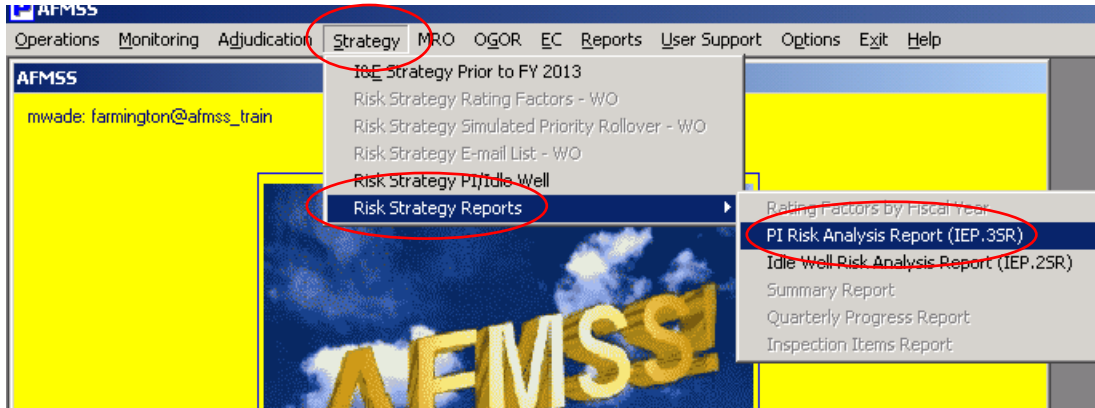 AFMSS
Operations Monitoring Adjudication Strategy MRO OGOR EC Reports User Support Options Exit Help
AFMSS
mwade: farmington@afmss_train
I&E Strategy Prior to FY 2013
Risk Strategy Rating Factors - WO
Risk Strategy Simulated Priority Rollover - WO
Risk Strategy E-mail List - WO
Risk Strategy PI/Idle Well
Risk Strategy Reports
Rating Factors by Fiscal Year
PI Risk Analysis Report (IEP.3SR)
Idle Well Risk Analysis Report (IEP.2SR)
Summary Report
Quarterly Progress Report
Inspection Items Report
AFMSS!